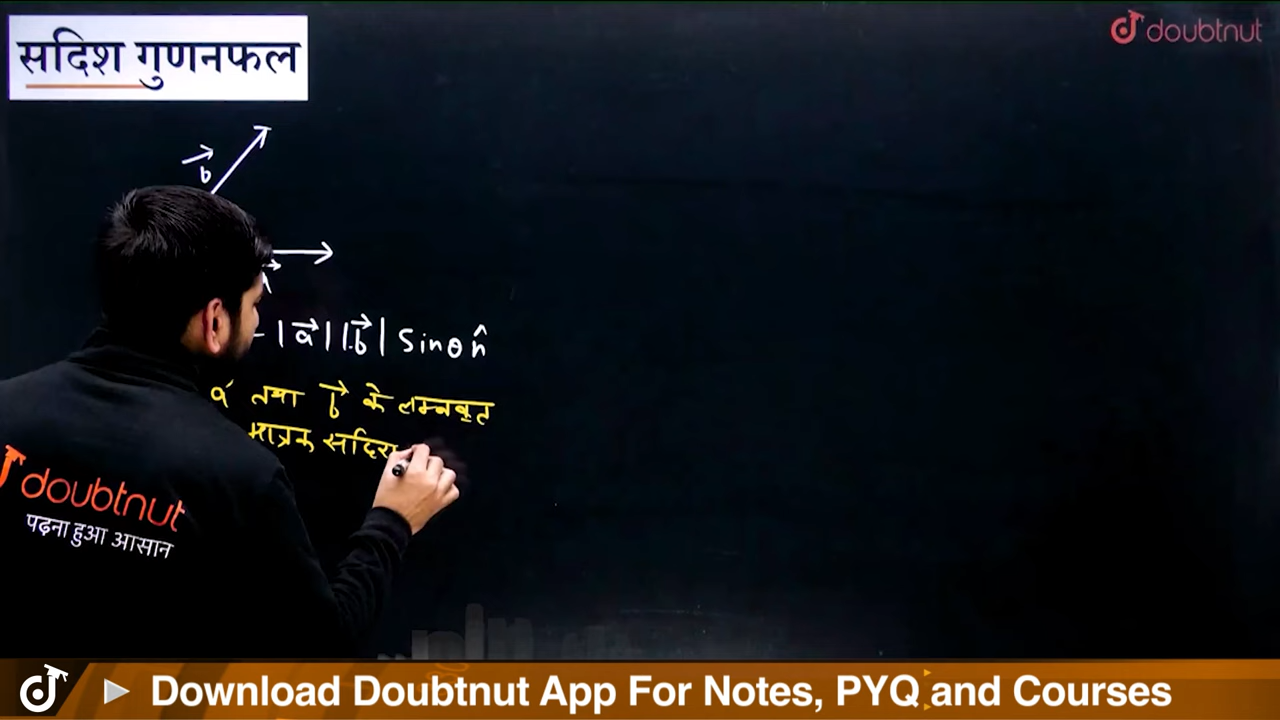 सदिश गुणनफल
doubtnut
b
|a⃗||b⃗| Sinθ n̂
a तथा b⃗ के लम्बवत
मात्रक सदिश
doubtnut
पढ़ना हुआ आसान
Download Doubtnut App For Notes, PYQ and Courses